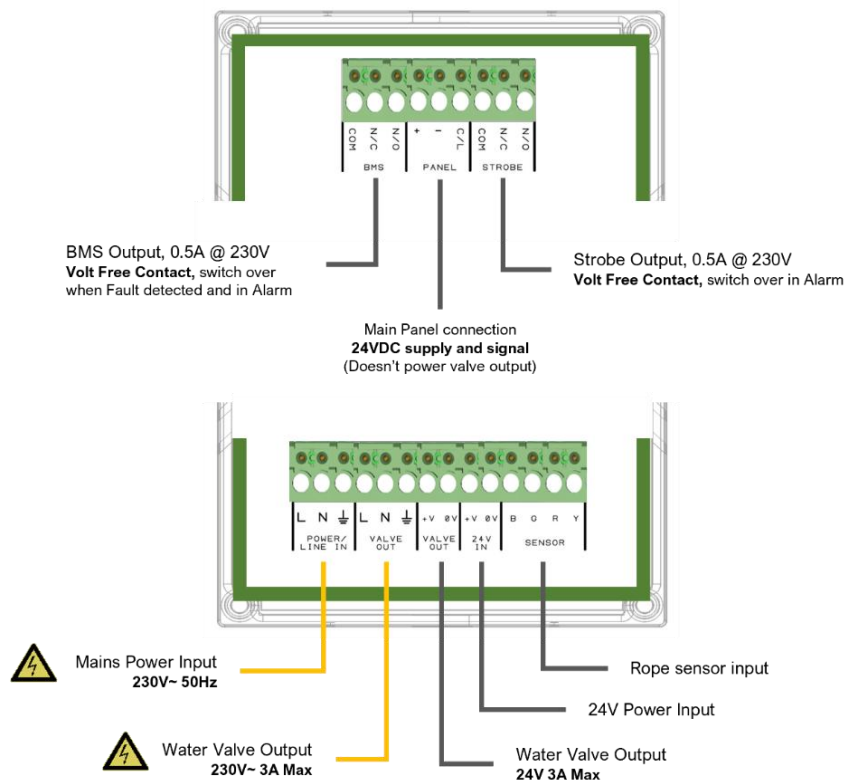 COM N/C N/O + - C/L COM N/C N/O
BMS PANEL STROBE
BMS Output, 0.5A @ 230V
Volt Free Contact, switch over
when Fault detected and in Alarm
Strobe Output, 0.5A @ 230V
Volt Free Contact, switch over in Alarm
Main Panel connection
24VDC supply and signal
(Doesn't power valve output)
L N L N +V 0V +V 0V B G R Y
POWER/ VALVE VALVE 24V SENSOR
LINE IN OUT OUT IN
Mains Power Input
230V~ 50Hz
Rope sensor input
24V Power Input
Water Valve Output
230V~ 3A Max
Water Valve Output
24V 3A Max